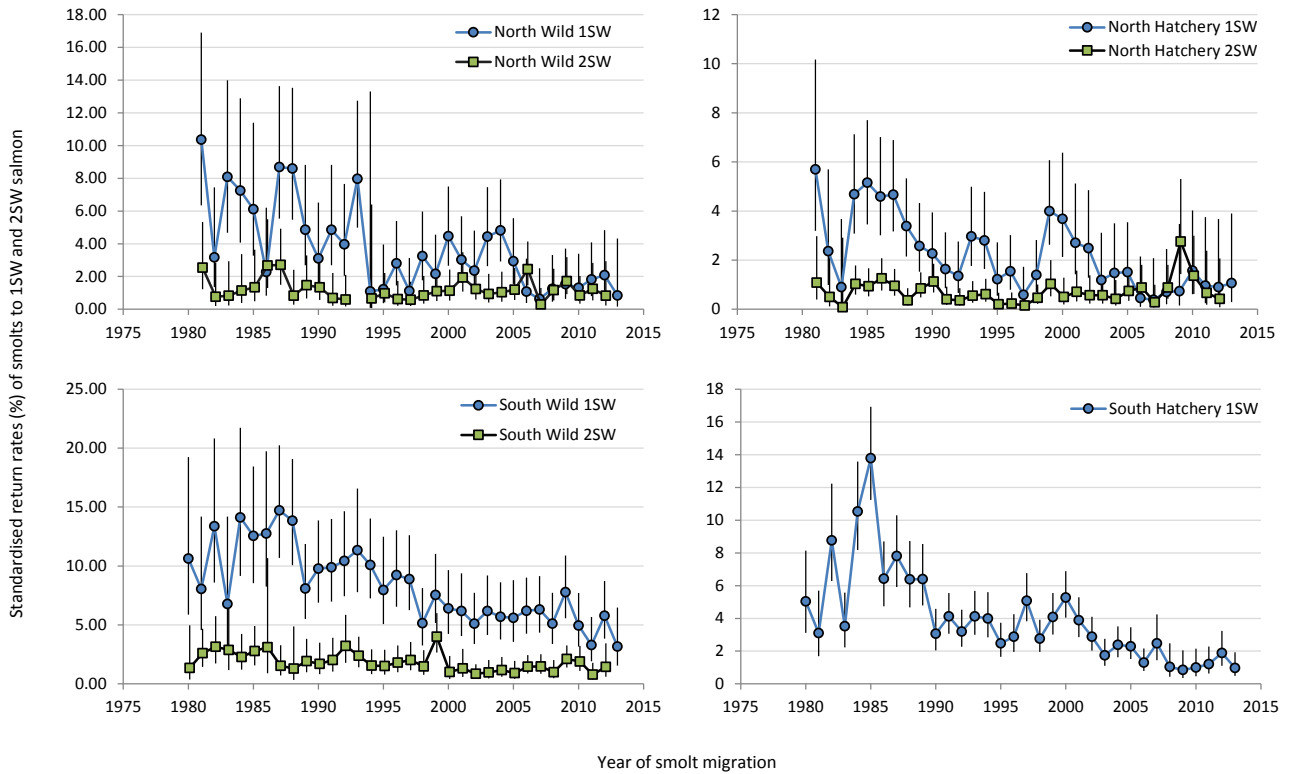 Standardised return rates (%) of smolts to 1SW and 2SW salmon
18.00
16.00
14.00
12.00
10.00
8.00
6.00
4.00
2.00
0.00
1975 1980 1985 1990 1995 2000 2005 2010 2015
North Wild 1SW
North Wild 2SW
12
10
8
6
4
2
0
1975 1980 1985 1990 1995 2000 2005 2010 2015
North Hatchery 1SW
North Hatchery 2SW
25.00
20.00
15.00
10.00
5.00
0.00
1975 1980 1985 1990 1995 2000 2005 2010 2015
South Wild 1SW
South Wild 2SW
18
16
14
12
10
8
6
4
2
0
1975 1980 1985 1990 1995 2000 2005 2010 2015
South Hatchery 1SW
Year of smolt migration